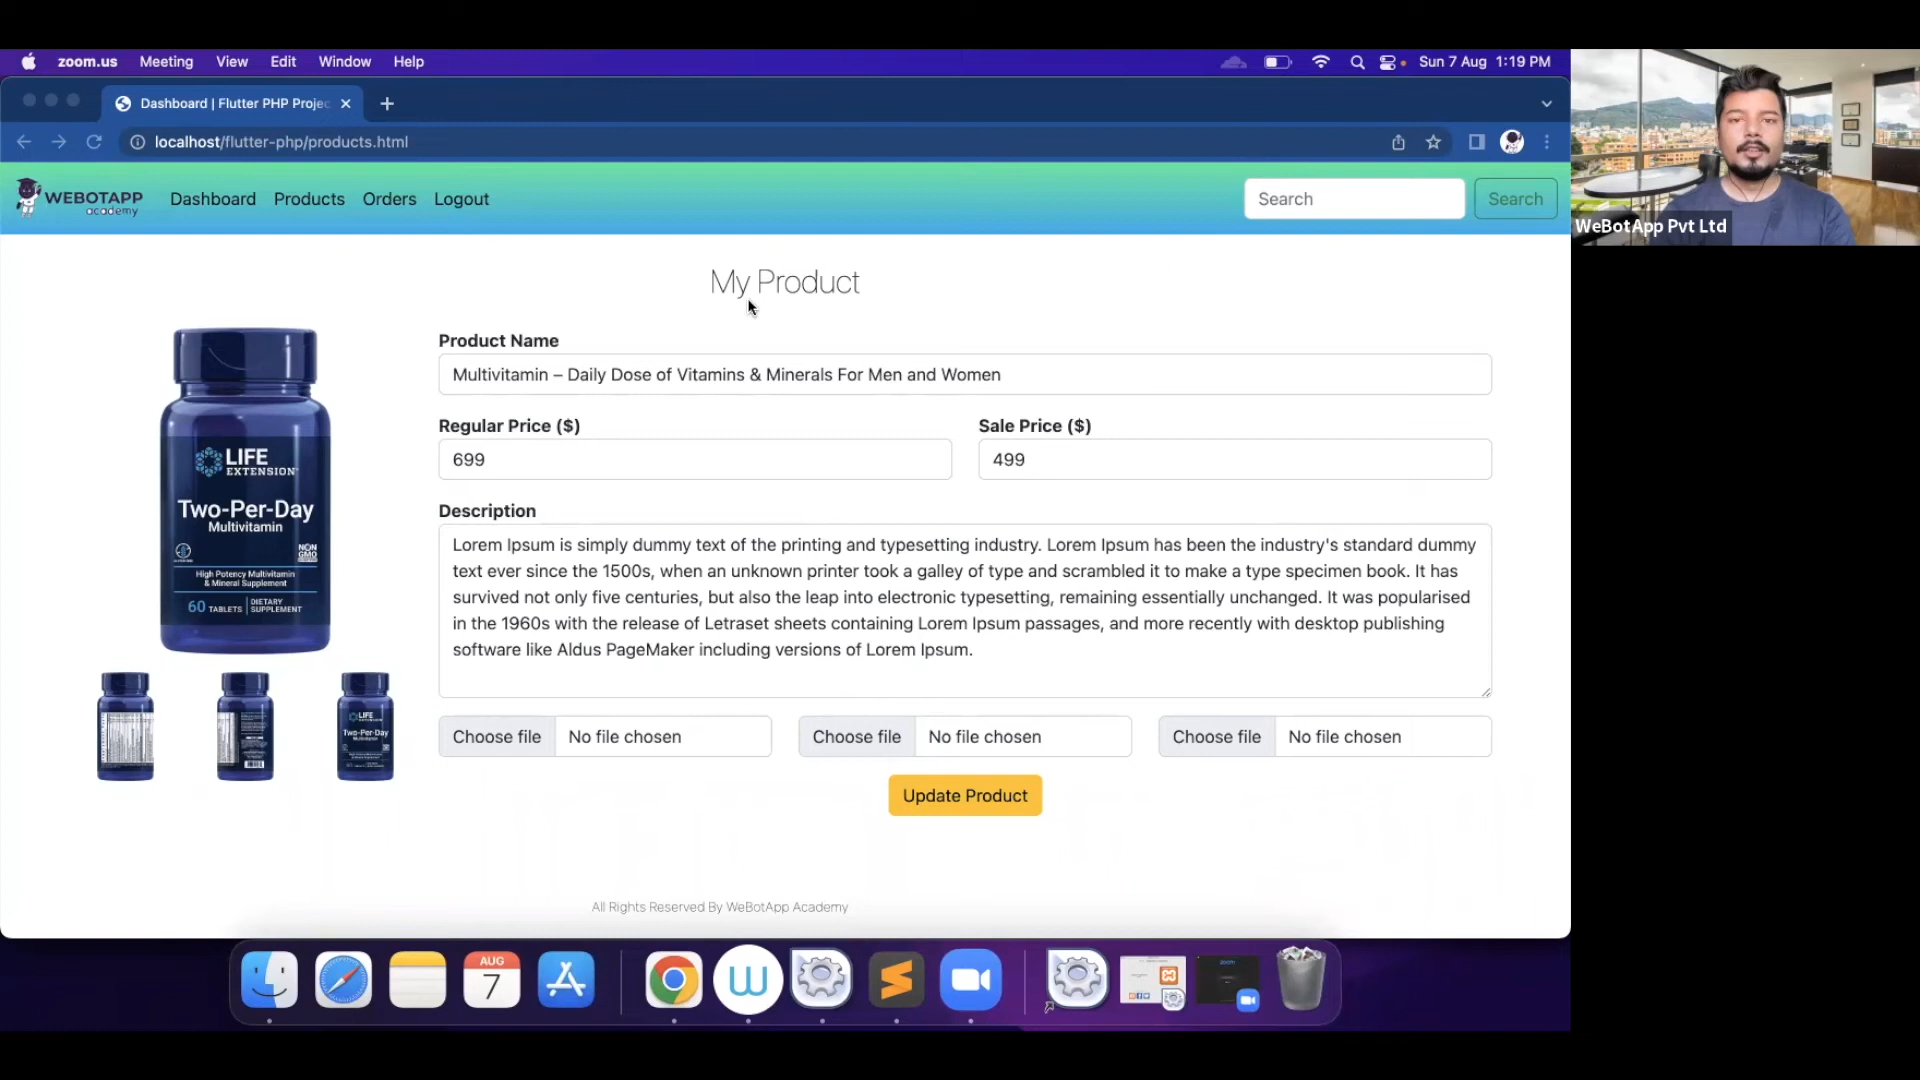 zoom.us Meeting View Edit Window Help Sun 7 Aug 1:19 PM
Dashboard | Flutter PHP Projec
localhost/flutter-php/products.html
WEBOTAPP
academy
Dashboard Products Orders Logout Search Search
WeBotApp Pvt Ltd
My Product
Product Name
Multivitamin – Daily Dose of Vitamins & Minerals For Men and Women
Regular Price ($) Sale Price ($)
699 499
Description
Lorem Ipsum is simply dummy text of the printing and typesetting industry. Lorem Ipsum has been the industry's standard dummy
text ever since the 1500s, when an unknown printer took a galley of type and scrambled it to make a type specimen book. It has
survived not only five centuries, but also the leap into electronic typesetting, remaining essentially unchanged. It was popularised
in the 1960s with the release of Letraset sheets containing Lorem Ipsum passages, and more recently with desktop publishing
software like Aldus PageMaker including versions of Lorem Ipsum.
LIFE
EXTENSION
Two-Per-Day
Multivitamin
NON
GMO
High Potency Multivitamin
& Mineral Supplement
60 TABLETS DIETARY
SUPPLEMENT
LIFE
Two-Per-Day
Choose file No file chosen Choose file No file chosen Choose file No file chosen
Update Product
All Rights Reserved By WeBotApp Academy
AUG
7
zoom